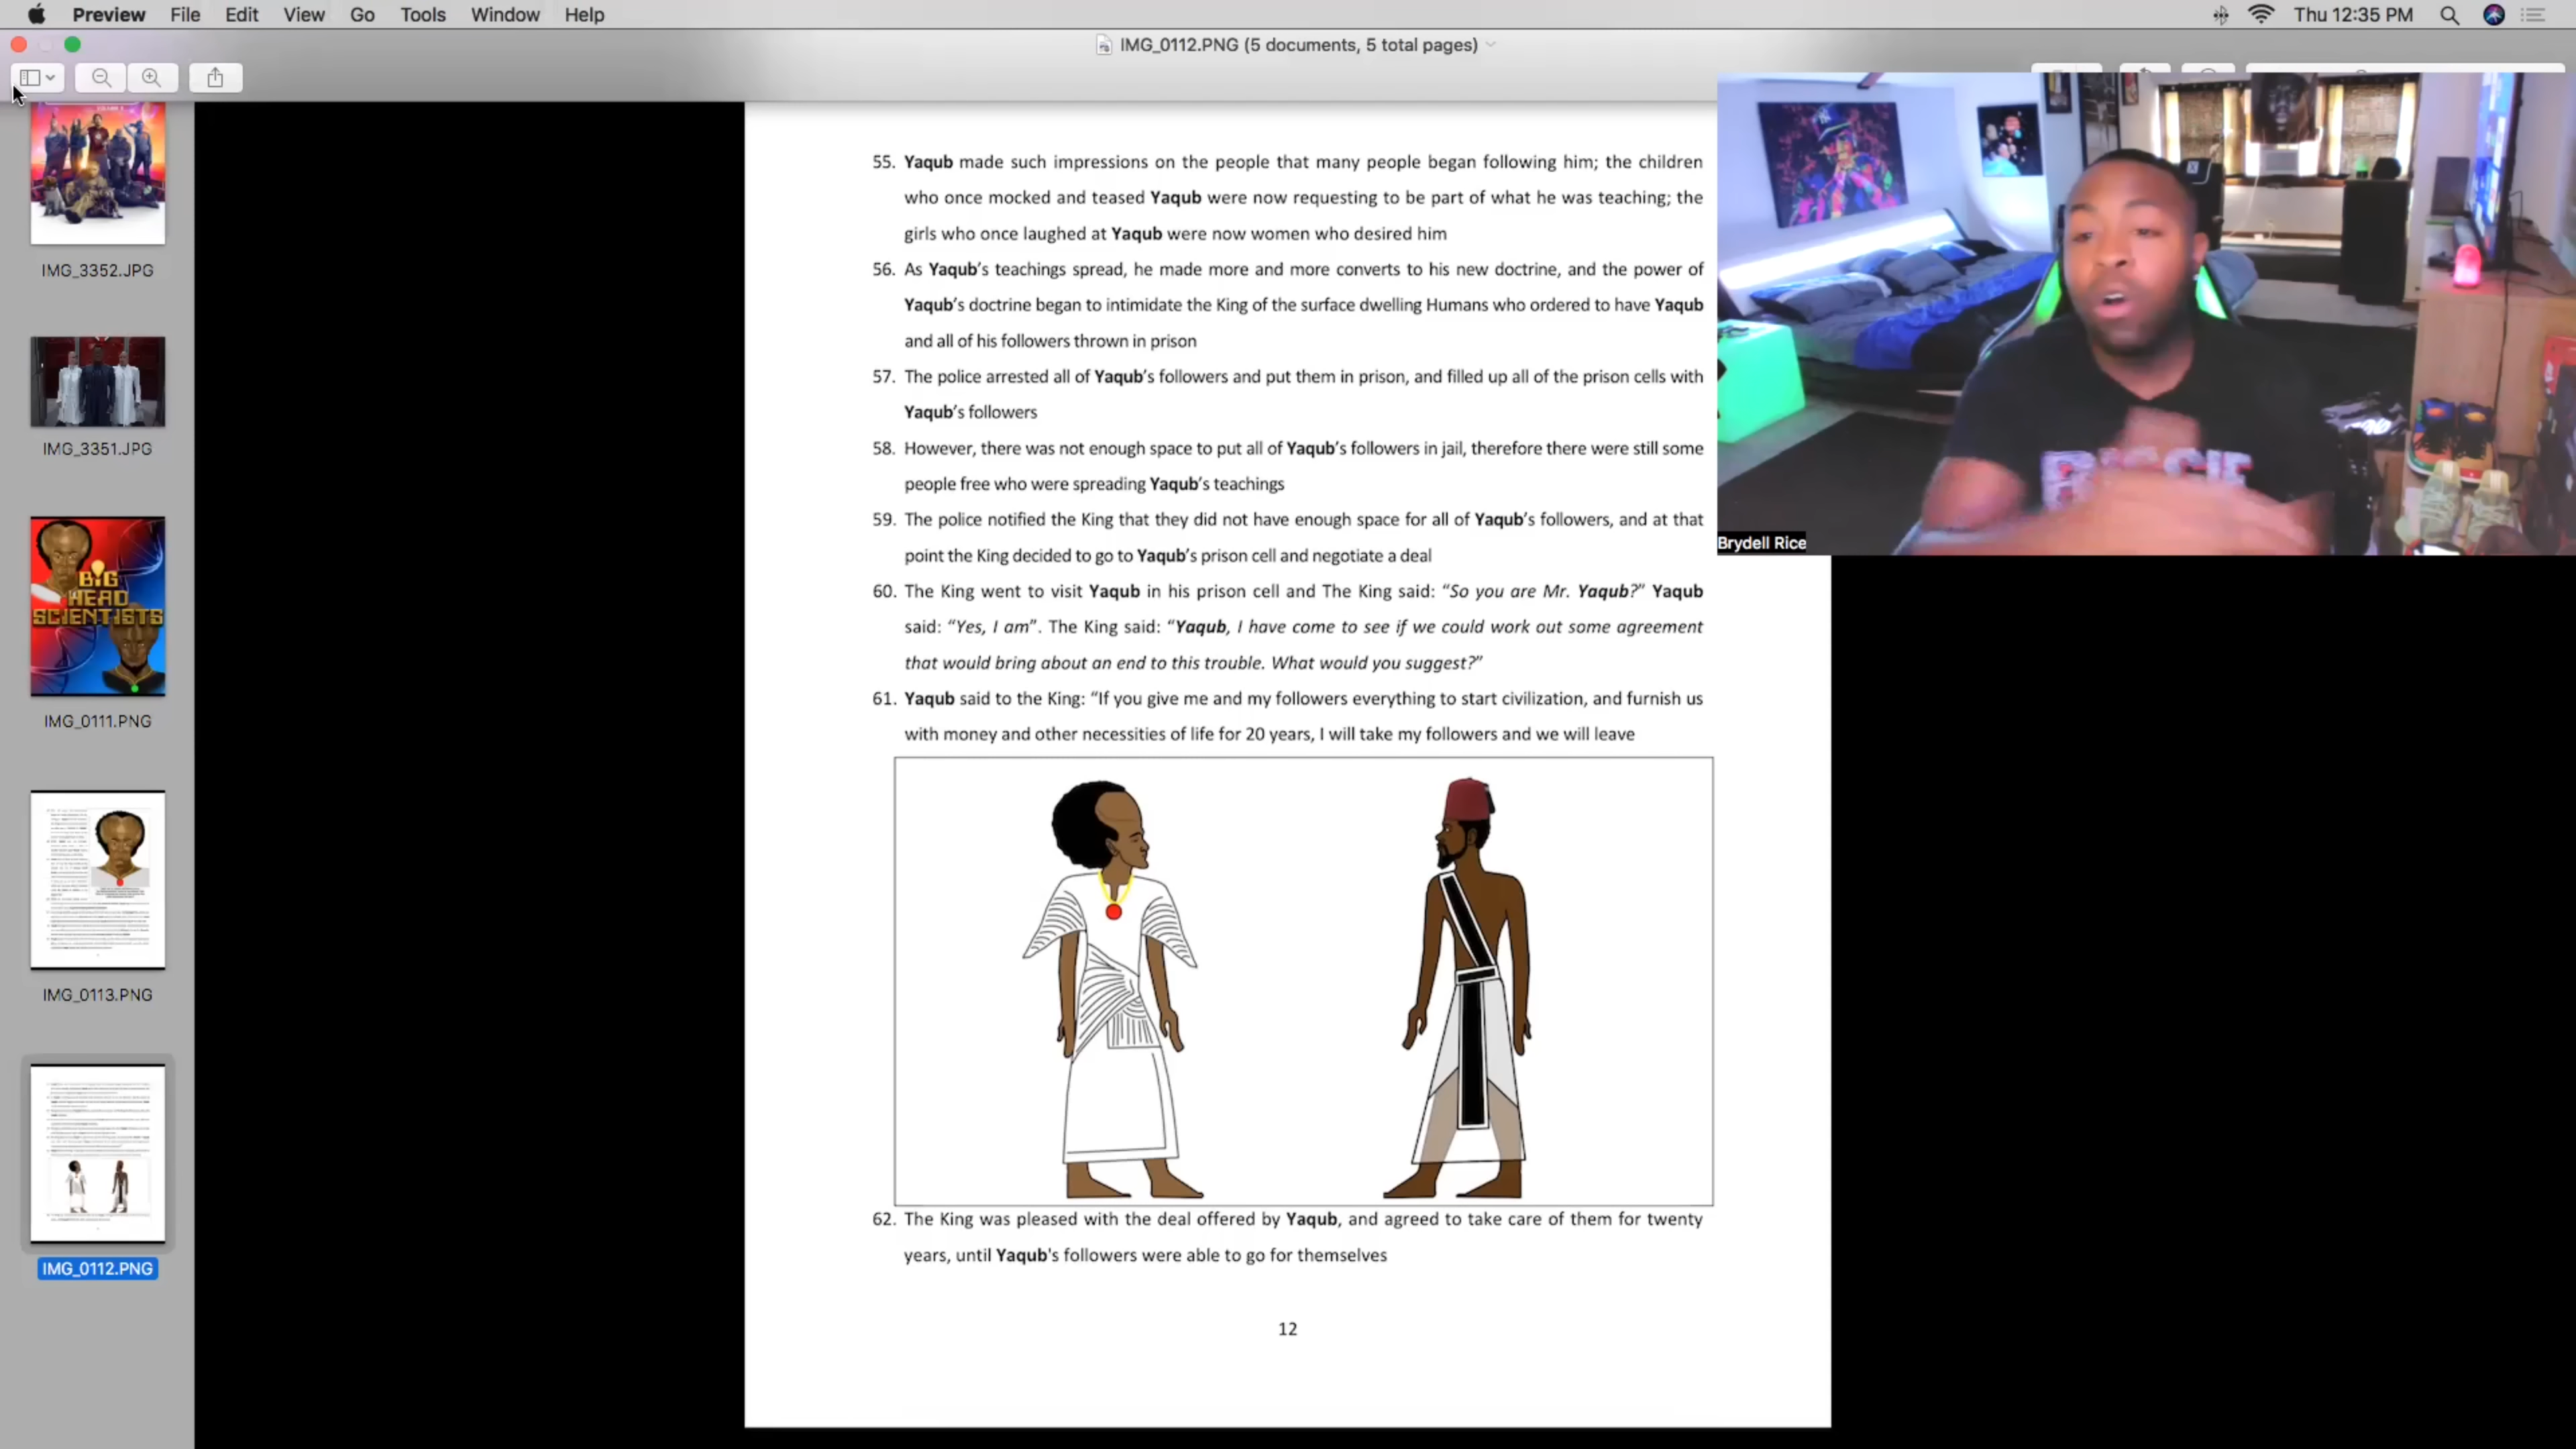 Preview File Edit View Go Tools Window Help
Thu 12:35 PM
IMG_0112.PNG (5 documents, 5 total pages)
IMG_3352.JPG
IMG_3351.JPG
BIG
HEAD
SCIENTISTS
IMG_0111.PNG
IMG_0113.PNG
IMG_0112.PNG
55. Yaqub made such impressions on the people that many people began following him; the children
who once mocked and teased Yaqub were now requesting to be part of what he was teaching; the
girls who once laughed at Yaqub were now women who desired him
56. As Yaqub's teachings spread, he made more and more converts to his new doctrine, and the power of
Yaqub's doctrine began to intimidate the King of the surface dwelling Humans who ordered to have Yaqub
and all of his followers thrown in prison
57. The police arrested all of Yaqub's followers and put them in prison, and filled up all of the prison cells with
Yaqub's followers
58. However, there was not enough space to put all of Yaqub's followers in jail, therefore there were still some
people free who were spreading Yaqub's teachings
59. The police notified the King that they did not have enough space for all of Yaqub's followers, and at that
point the King decided to go to Yaqub's prison cell and negotiate a deal
60. The King went to visit Yaqub in his prison cell and The King said: “So you are Mr. Yaqub?” Yaqub
said: “Yes, I am”. The King said: “Yaqub, I have come to see if we could work out some agreement
that would bring about an end to this trouble. What would you suggest?”
61. Yaqub said to the King: “If you give me and my followers everything to start civilization, and furnish us
with money and other necessities of life for 20 years, I will take my followers and we will leave
62. The King was pleased with the deal offered by Yaqub, and agreed to take care of them for twenty
years, until Yaqub's followers were able to go for themselves
12
Brydell Rice